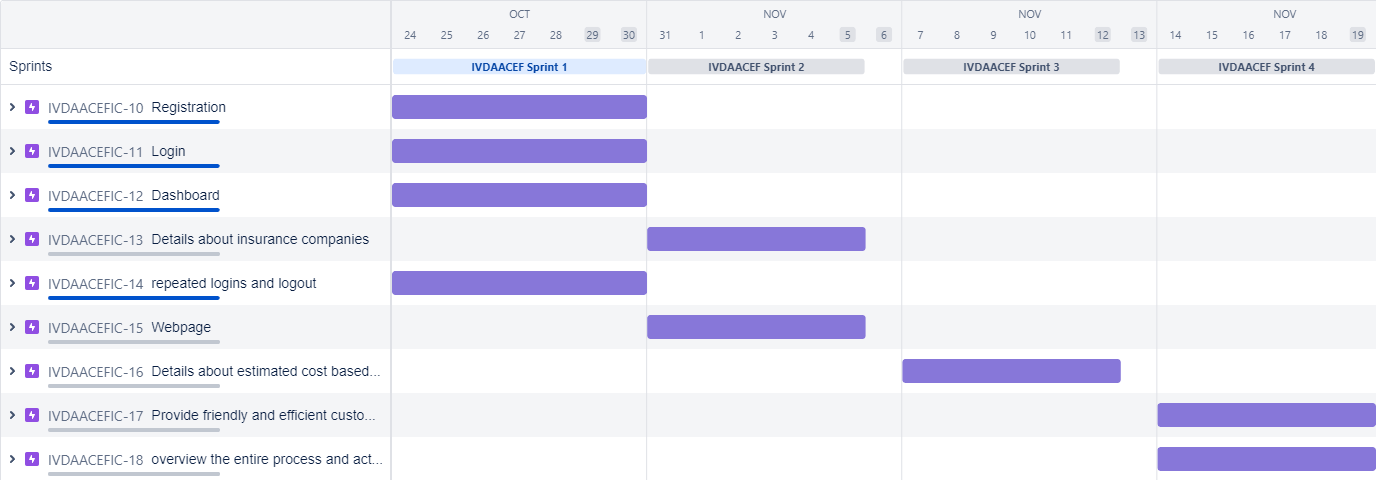 OCT NOV NOV NOV
24 25 26 27 28 29 30 31 1 2 3 4 5 6 7 8 9 10 11 12 13 14 15 16 17 18 19
Sprints IVDAACEF Sprint 1 IVDAACEF Sprint 2 IVDAACEF Sprint 3 IVDAACEF Sprint 4
IVDAACEFIC-10 Registration
IVDAACEFIC-11 Login
IVDAACEFIC-12 Dashboard
IVDAACEFIC-13 Details about insurance companies
IVDAACEFIC-14 repeated logins and logout
IVDAACEFIC-15 Webpage
IVDAACEFIC-16 Details about estimated cost based...
IVDAACEFIC-17 Provide friendly and efficient custo...
IVDAACEFIC-18 overview the entire process and act...